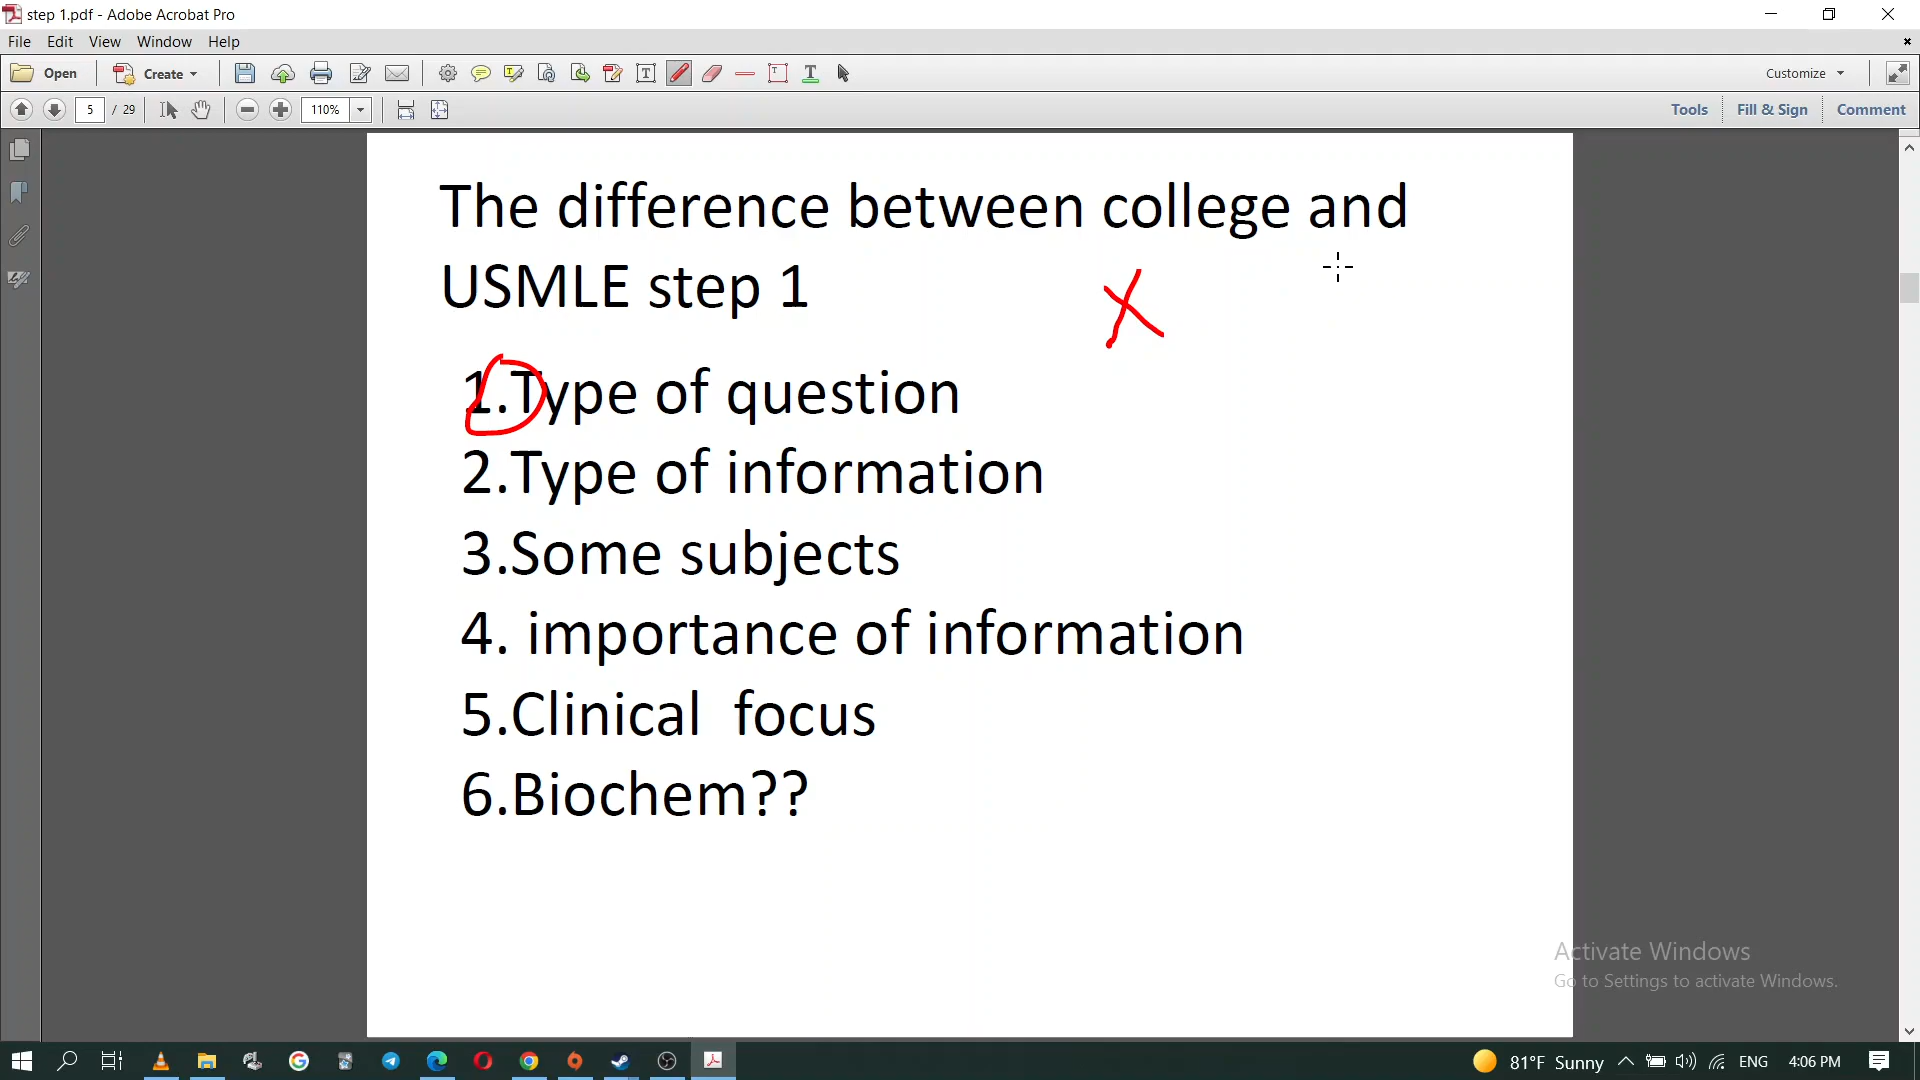 step 1.pdf - Adobe Acrobat Pro
File Edit View Window Help
Open Create Customize
5 / 29 110% Tools Fill & Sign Comment
The difference between college and
USMLE step 1
X
1.Type of question
2.Type of information
3.Some subjects
4. importance of information
5.Clinical focus
6.Biochem??
Activate Windows
Go to Settings to activate Windows.
81°F Sunny ENG 4:06 PM